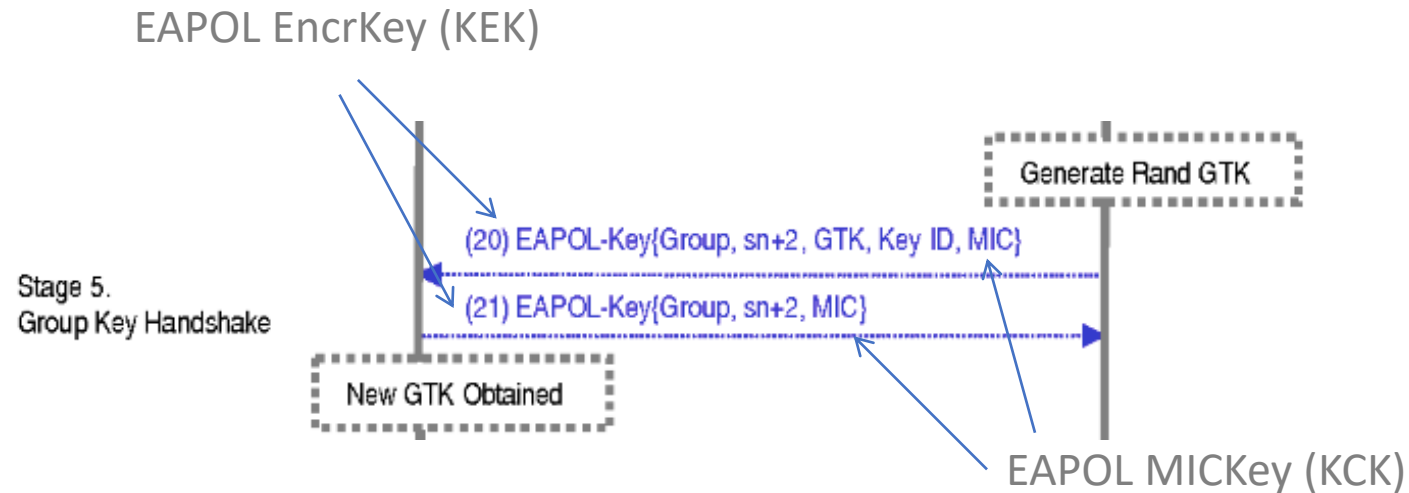 EAPOL EncrKey (KEK)
Generate Rand GTK
(20) EAPOL-Key{Group, sn+2, GTK, Key ID, MIC}
Stage 5.
Group Key Handshake
(21) EAPOL-Key{Group, sn+2, MIC}
New GTK Obtained
EAPOL MICKey (KCK)